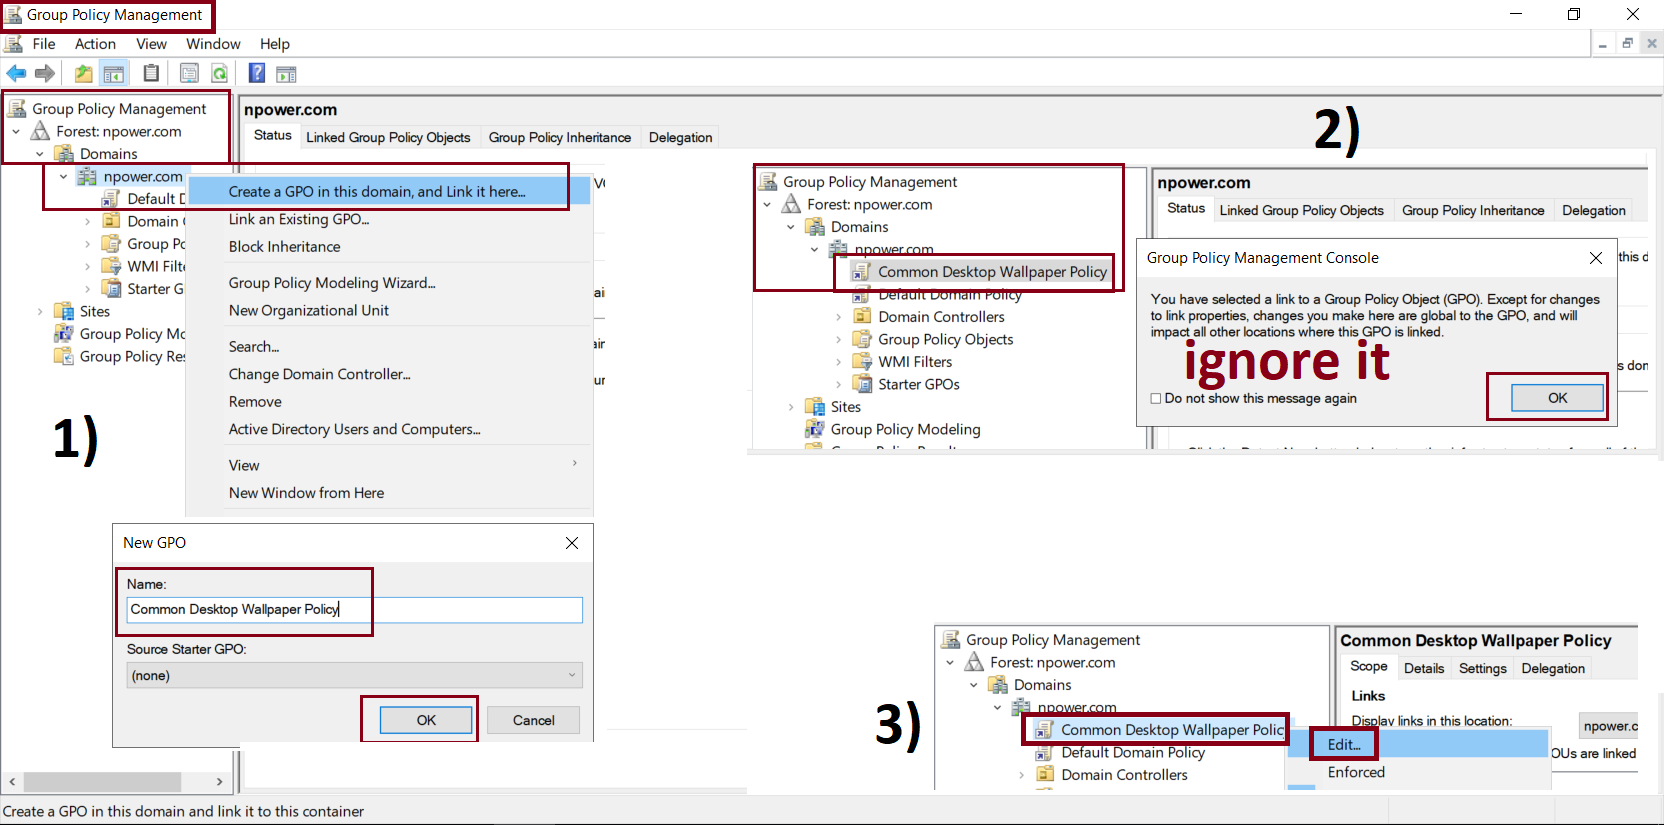 Group Policy Management
File Action View Window Help
Group Policy Management
Forest: npower.com
Domains
npower.com
Default D
Domain C
Group Po
WMI Filte
Starter G
Sites
Group Policy Mo
Group Policy Res
npower.com
Status Linked Group Policy Objects Group Policy Inheritance Delegation
Create a GPO in this domain, and Link it here...
Link an Existing GPO...
Block Inheritance
Group Policy Modeling Wizard...
New Organizational Unit
Search...
Change Domain Controller...
Remove
Active Directory Users and Computers...
View
New Window from Here
1)
New GPO
Name:
Common Desktop Wallpaper Policy
Source Starter GPO:
(none)
OK Cancel
2)
Group Policy Management
Forest: npower.com
Domains
npower.com
Common Desktop Wallpaper Policy
Default Domain Policy
Domain Controllers
Group Policy Objects
WMI Filters
Starter GPOs
Sites
Group Policy Modeling
npower.com
Status Linked Group Policy Objects Group Policy Inheritance Delegation
Group Policy Management Console
You have selected a link to a Group Policy Object (GPO). Except for changes
to link properties, changes you make here are global to the GPO, and will
impact all other locations where this GPO is linked.
ignore it
Do not show this message again
OK
3)
Group Policy Management
Forest: npower.com
Domains
npower.com
Common Desktop Wallpaper Polic
Default Domain Policy
Domain Controllers
Common Desktop Wallpaper Policy
Scope Details Settings Delegation
Links
Display links in this location:
npower.c
OUs are linked
Edit...
Enforced
Create a GPO in this domain and link it to this container